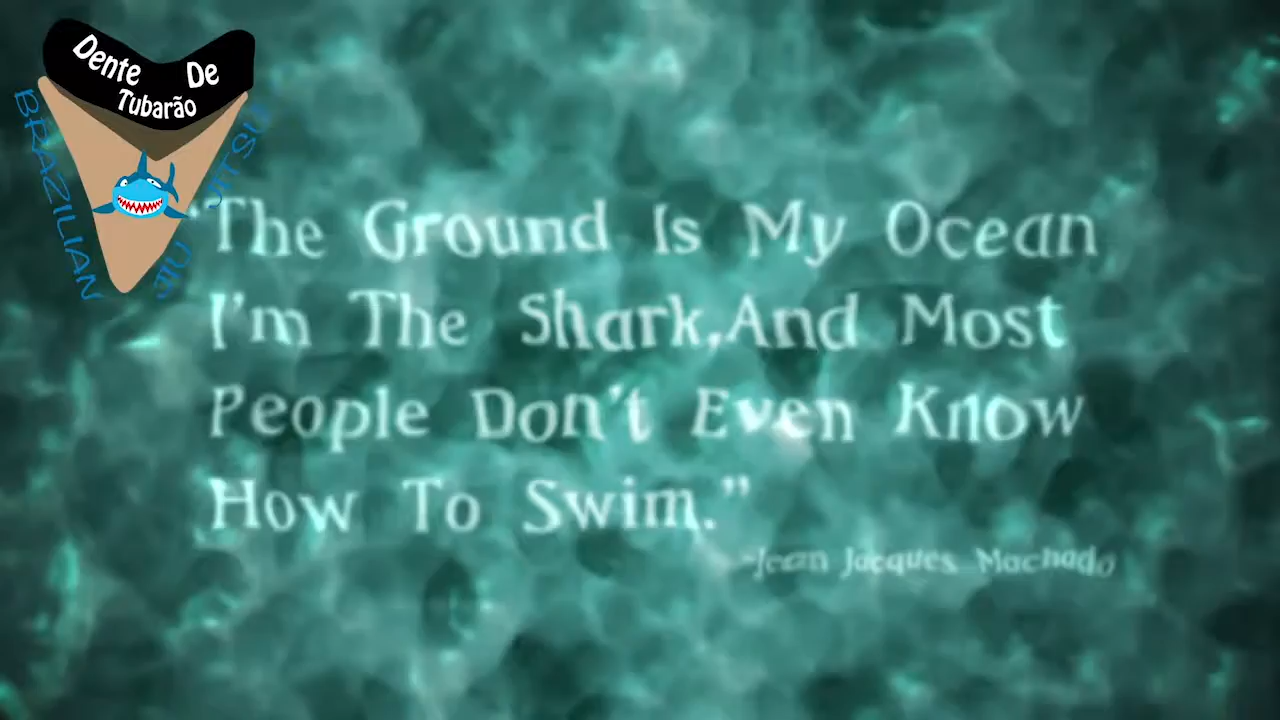 Dente De
Tubarão
BRAZILIAN
JIU JITSU
"The Ground Is My Ocean
I'm The Shark,And Most
People Don't Even Know
How To Swim."
-Jean Jacques Machado